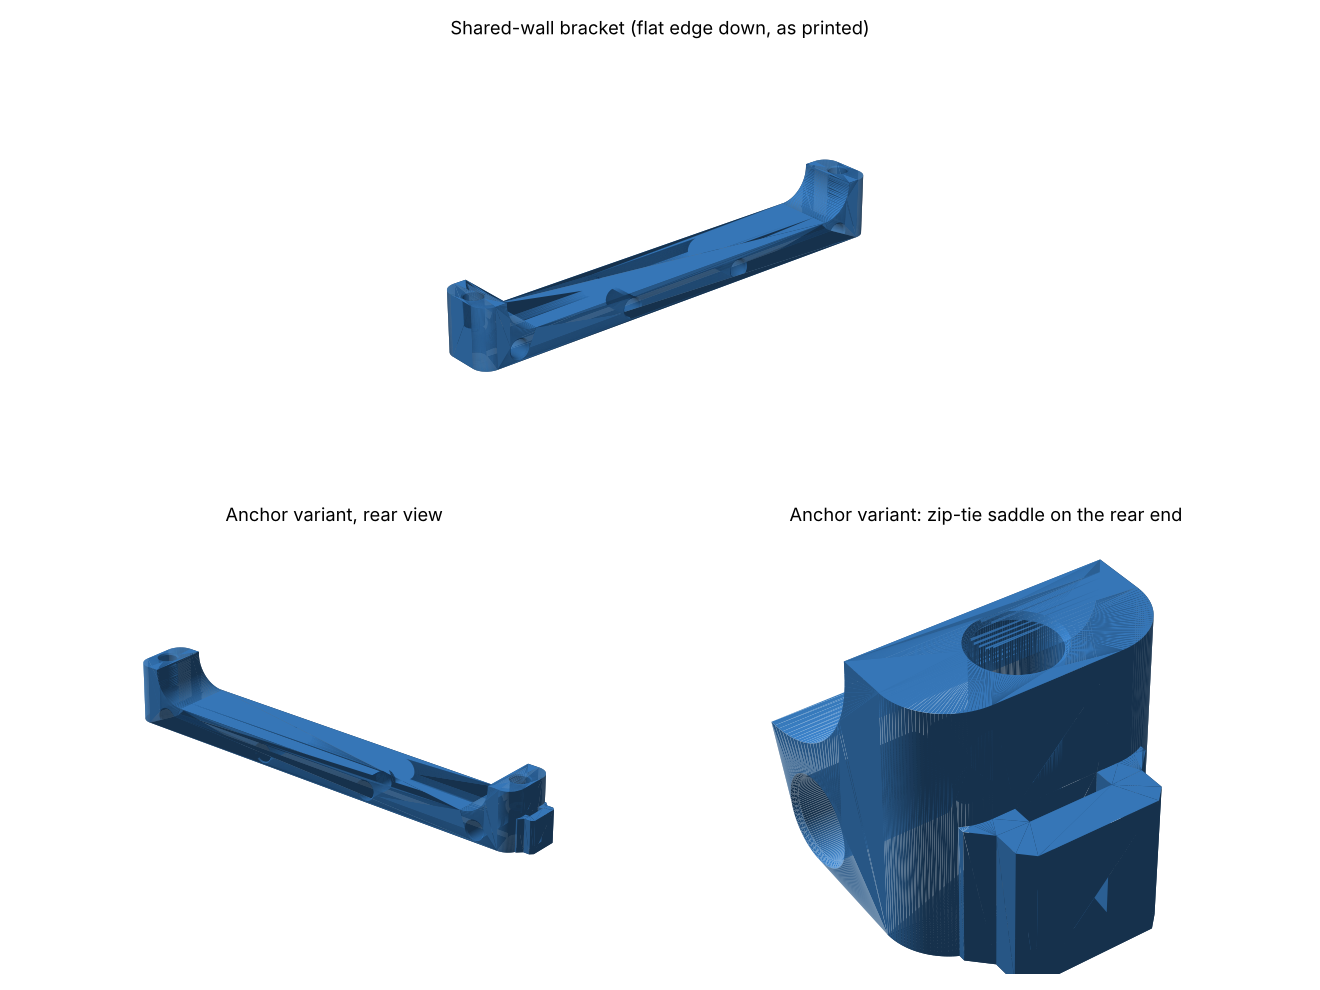 Shared-wall bracket (flat edge down, as printed)
Anchor variant, rear view
Anchor variant: zip-tie saddle on the rear end